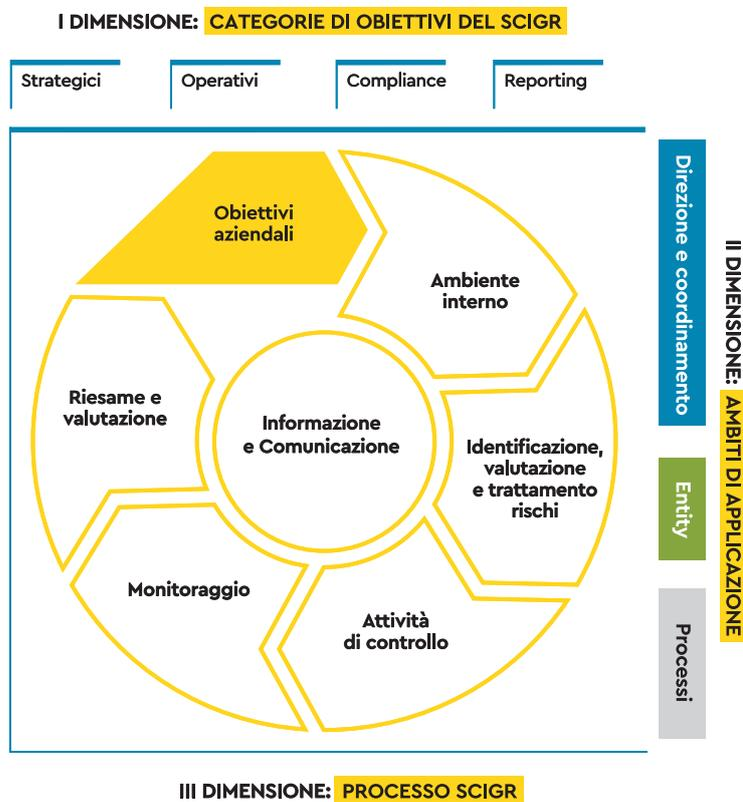 I DIMENSIONE: CATEGORIE DI OBIETTIVI DEL SCIGR
Strategici
Operativi
Compliance
Reporting
Obiettivi
aziendali
Ambiente
interno
Identificazione,
valutazione
e trattamento
rischi
Attività
di controllo
Monitoraggio
Riesame e
valutazione
Informazione
e Comunicazione
Direzione e coordinamento
Entity
Processi
II DIMENSIONE: AMBITI DI APPLICAZIONE
III DIMENSIONE: PROCESSO SCIGR